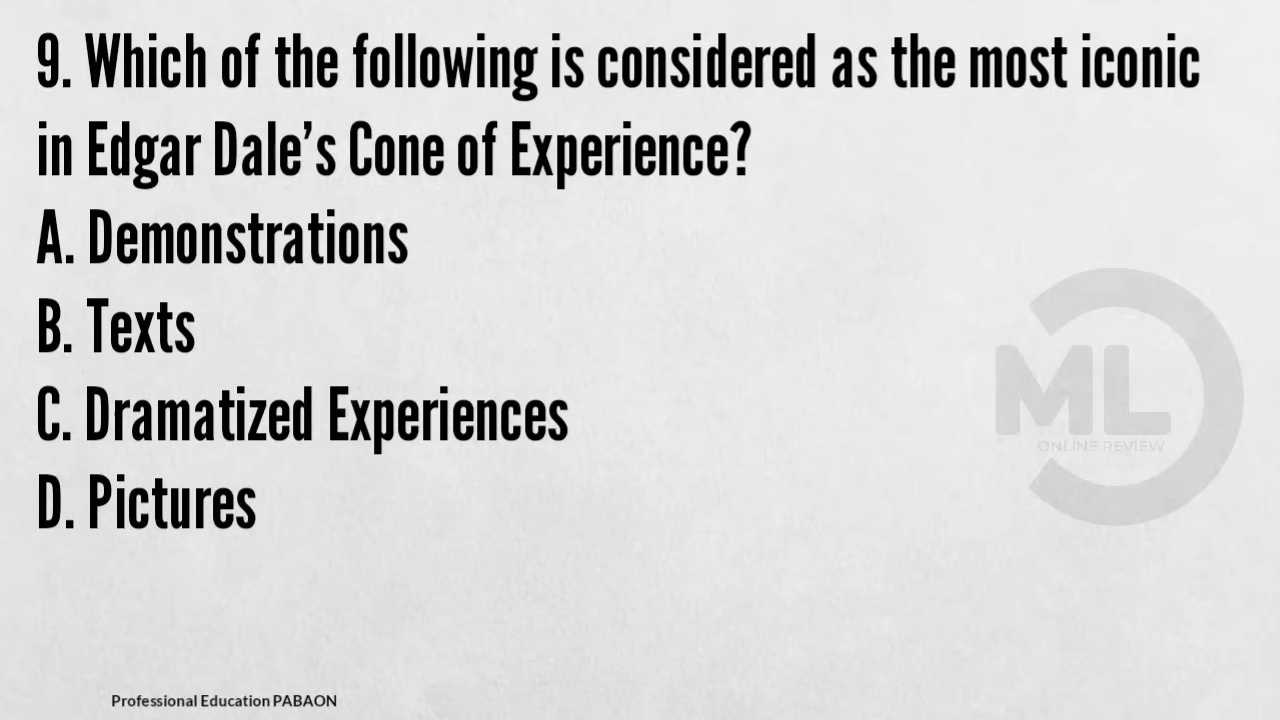 9. Which of the following is considered as the most iconic
in Edgar Dale’s Cone of Experience?
A. Demonstrations
B. Texts
C. Dramatized Experiences
D. Pictures
ML
ONLINE REVIEW
Professional Education PABAON